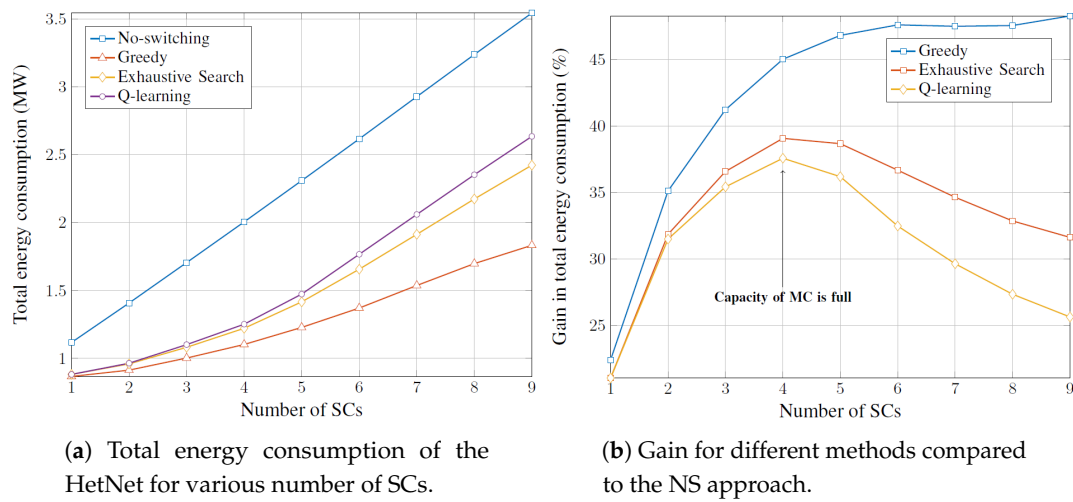 3.5
3
2.5
2
1.5
1
Total energy consumption (MW)
No-switching
Greedy
Exhaustive Search
Q-learning
1 2 3 4 5 6 7 8 9
Number of SCs
(a) Total energy consumption of the
HetNet for various number of SCs.
45
40
35
30
25
Gain in total energy consumption (%)
Greedy
Exhaustive Search
Q-learning
Capacity of MC is full
1 2 3 4 5 6 7 8 9
Number of SCs
(b) Gain for different methods compared
to the NS approach.